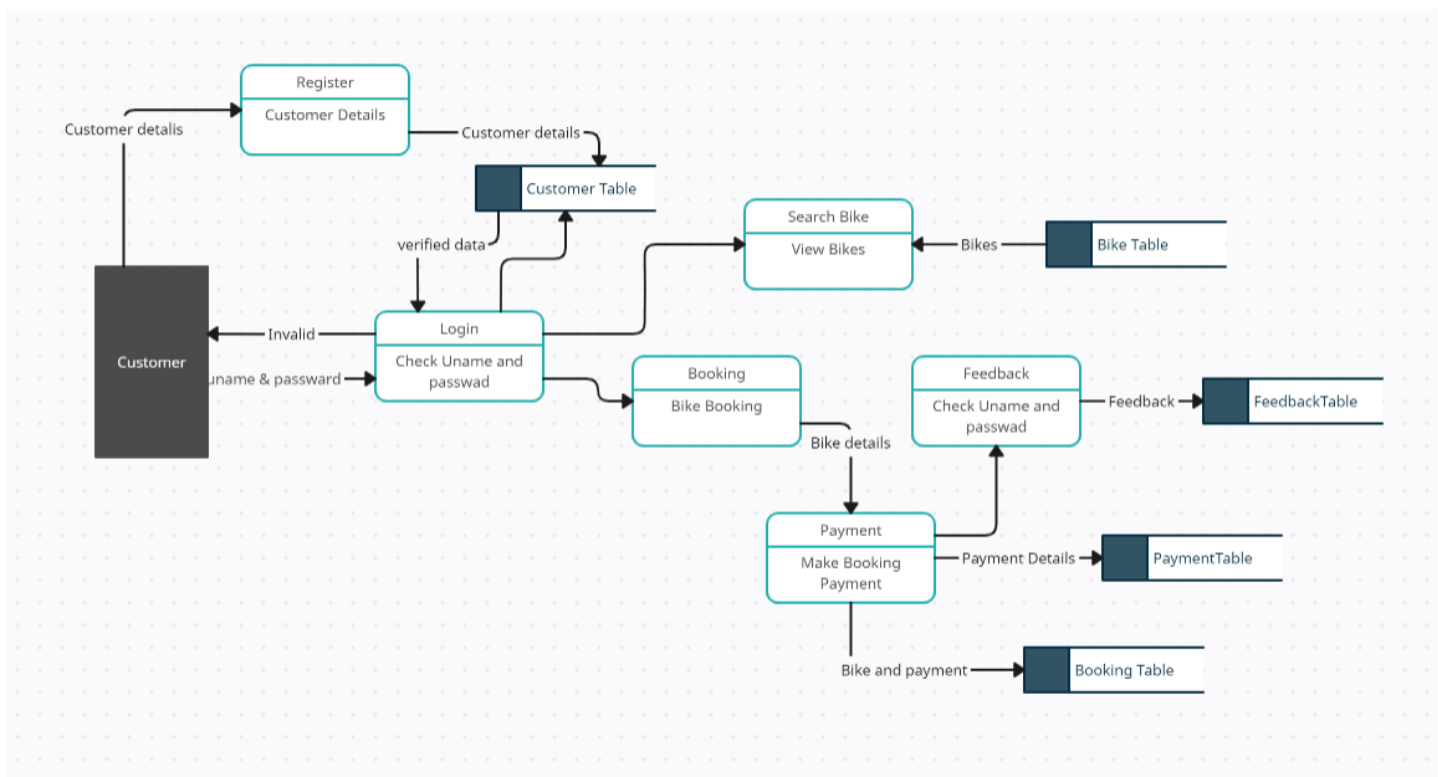 Register
Customer Details
Customer detalis
Customer details
Customer Table
verified data
Search Bike
View Bikes
Bikes
Bike Table
Customer
Invalid
uname & passward
Login
Check Uname and
passwad
Booking
Bike Booking
Bike details
Feedback
Check Uname and
passwad
Feedback
FeedbackTable
Payment
Make Booking
Payment
Payment Details
PaymentTable
Bike and payment
Booking Table